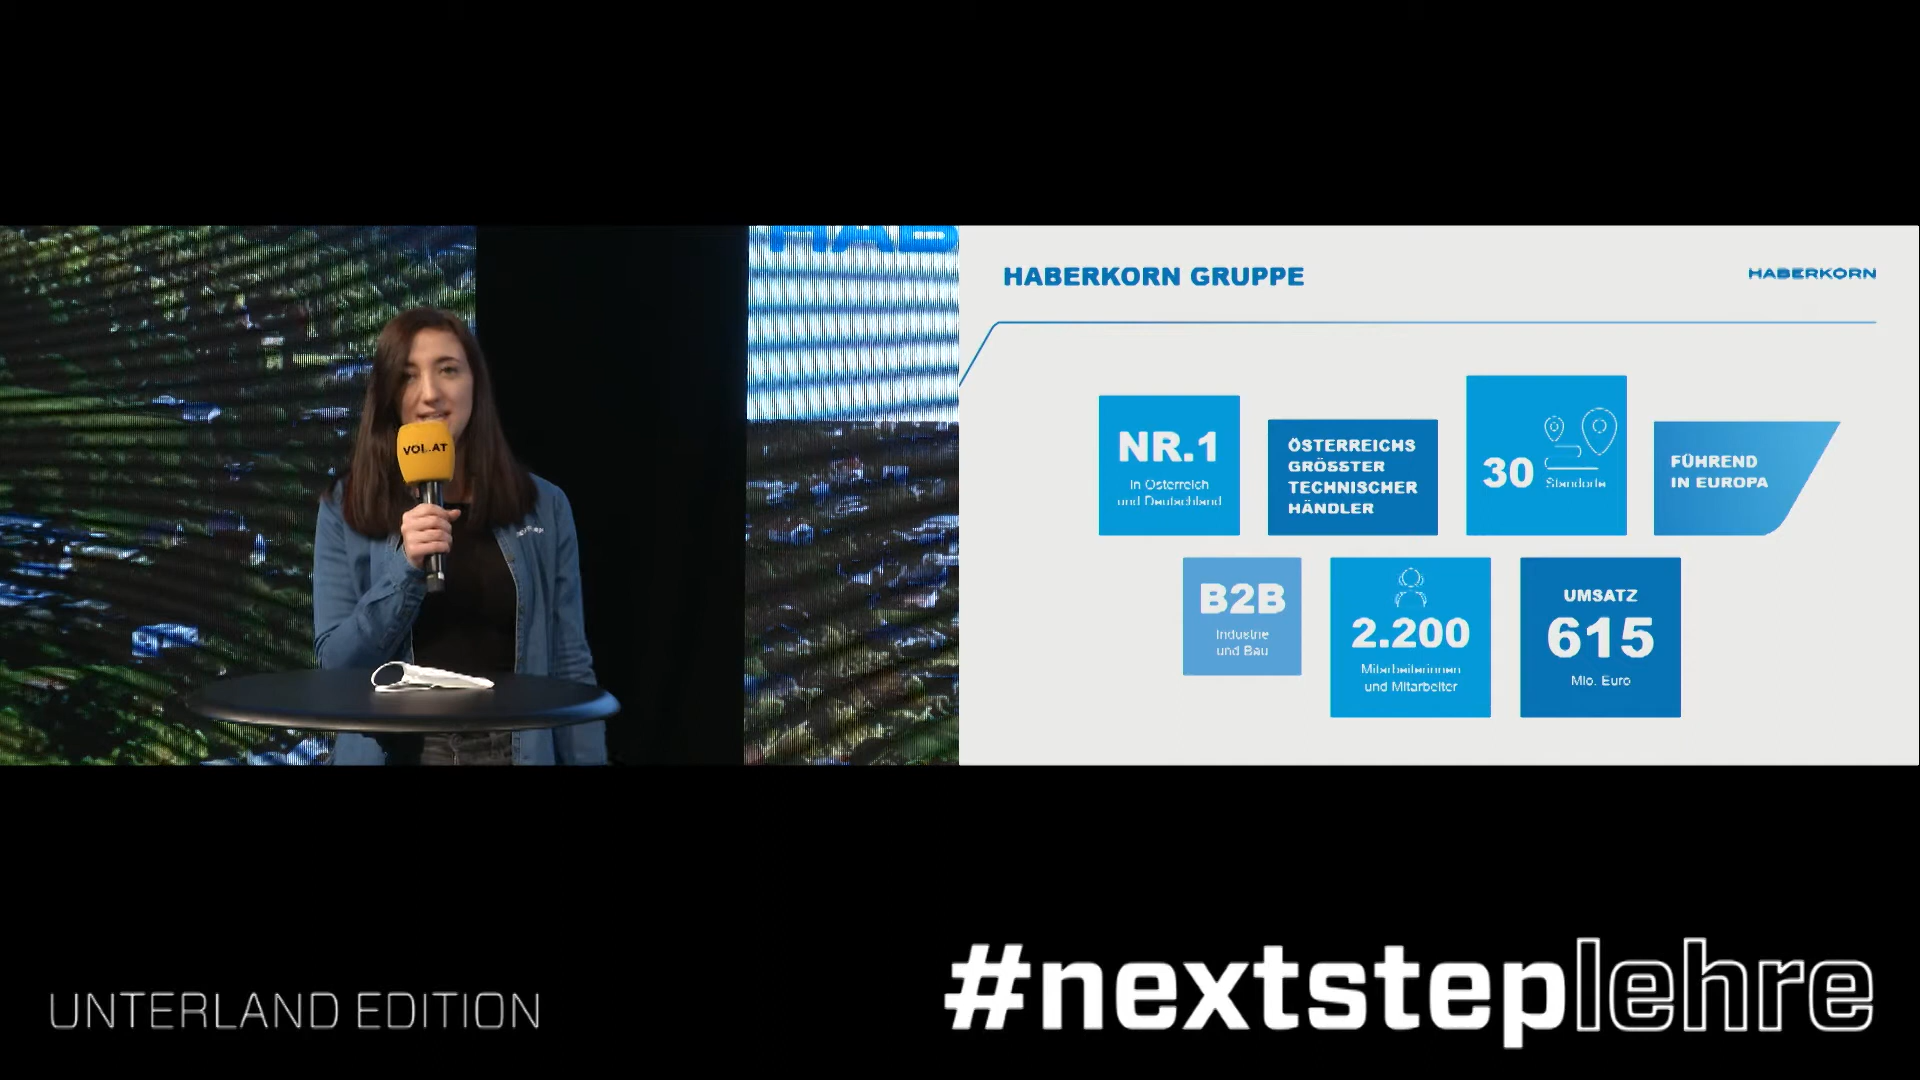 HAB
VOL.AT
HABERKORN GRUPPE
HABERKORN
NR.1
in Österreich
und Deutschland
ÖSTERREICHS
GRÖSSTER
TECHNISCHER
HÄNDLER
30
Standorte
FÜHREND
IN EUROPA
B2B
Industrie
und Bau
2.200
Mitarbeiterinnen
und Mitarbeiter
UMSATZ
615
Mio. Euro
UNTERLAND EDITION
#nextsteplehre